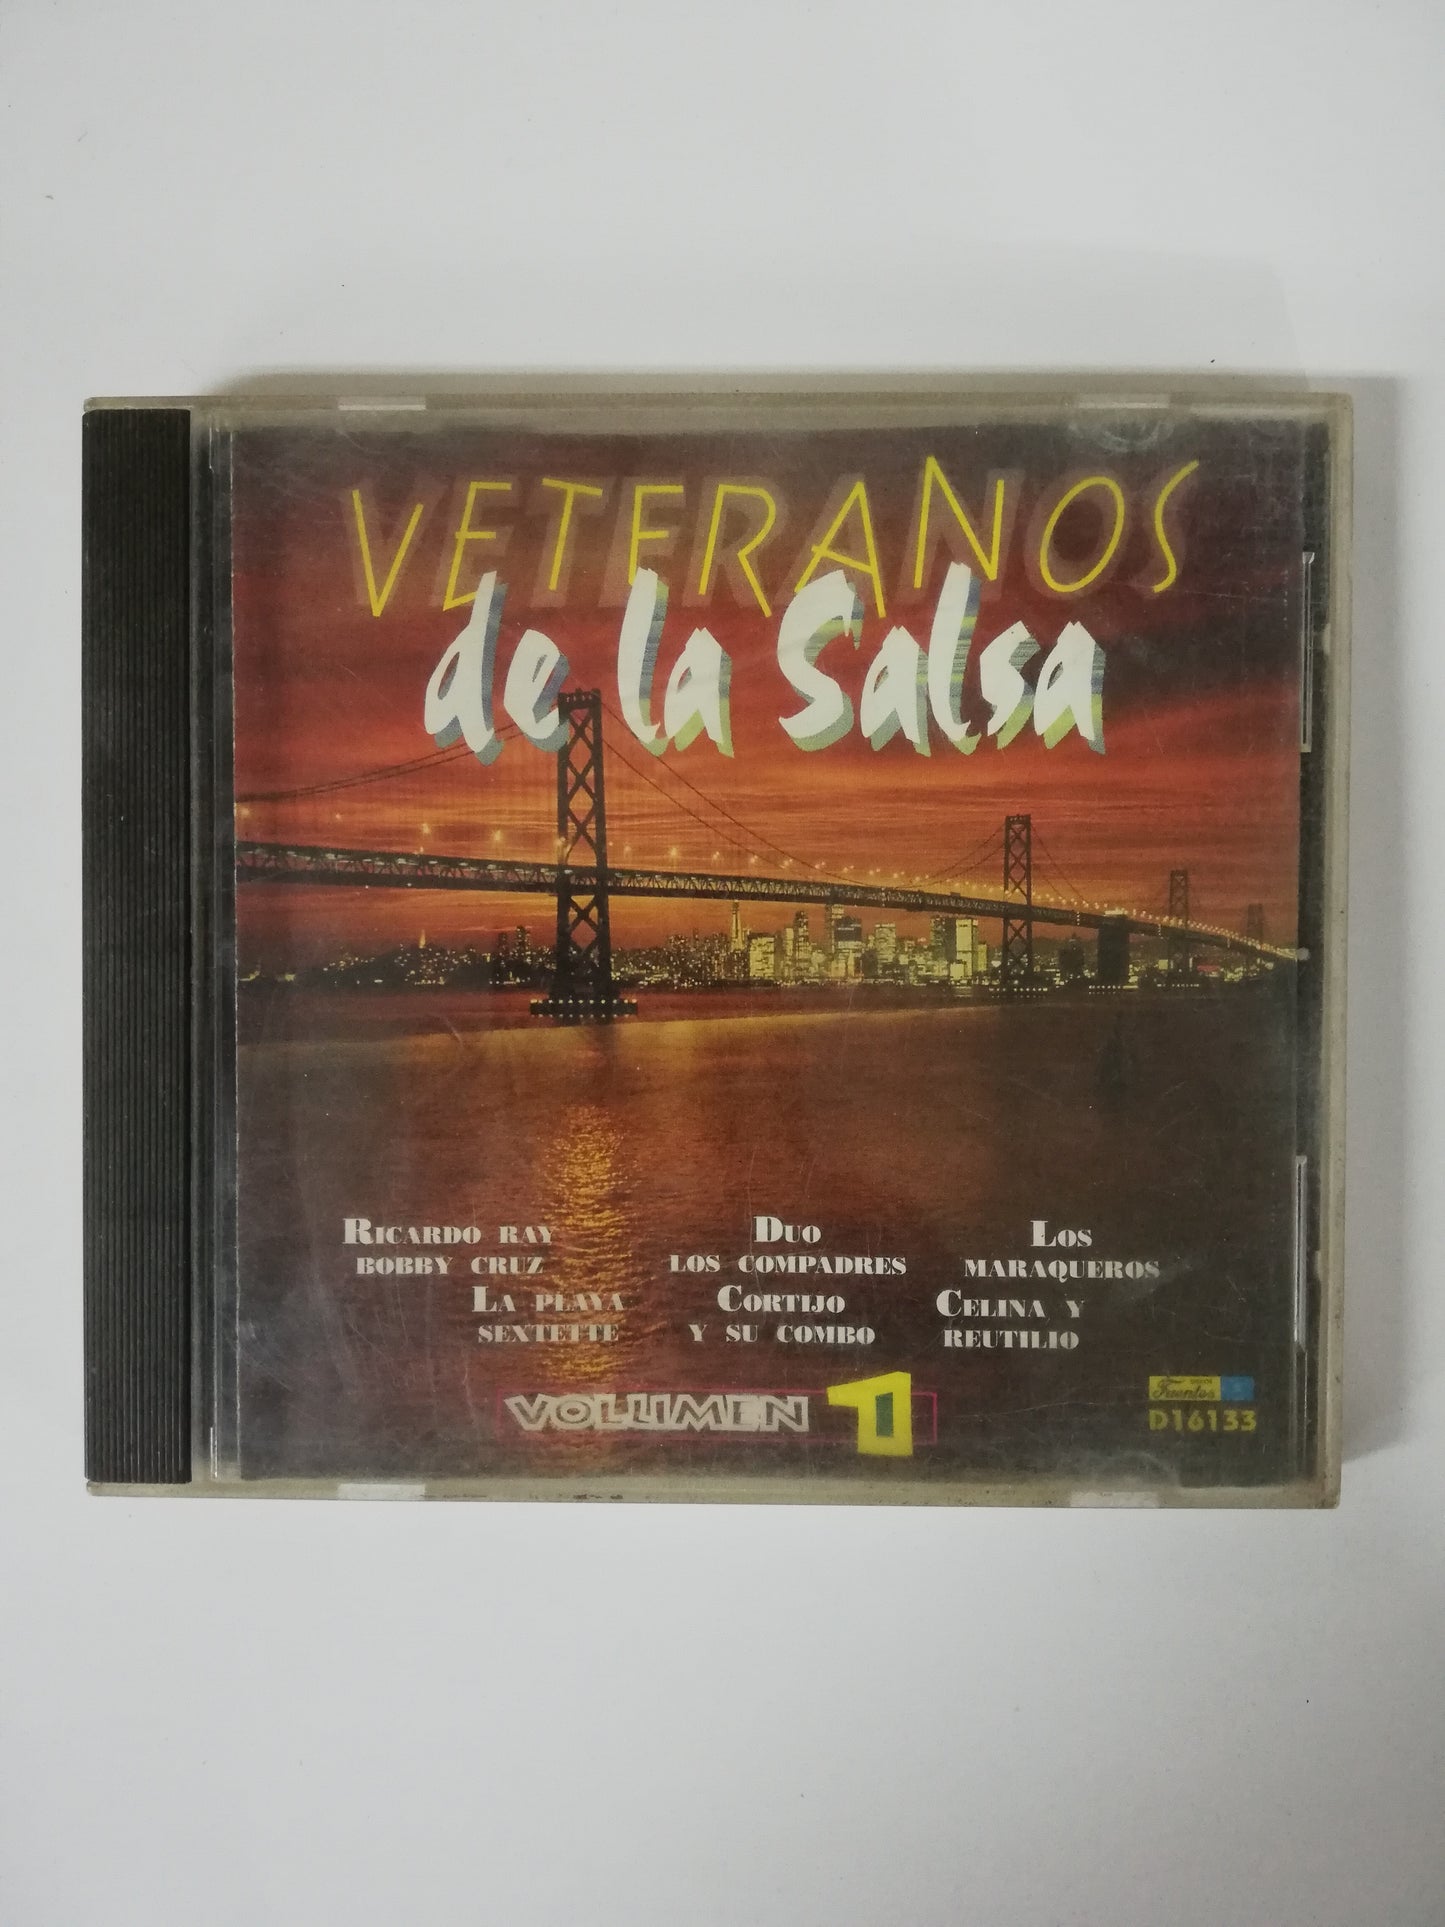 VETERANOS
de la Salsa
RICARDO RAY
BOBBY CRUZ
DUO
LOS COMPADRES
LOS
MARAQUEROS
LA PLAYA
SEXTETTE
CORTIJO
Y SU COMBO
CELINA Y
REUTILIO
VOLUMEN 1
DISCOS
Fuentes
D16133